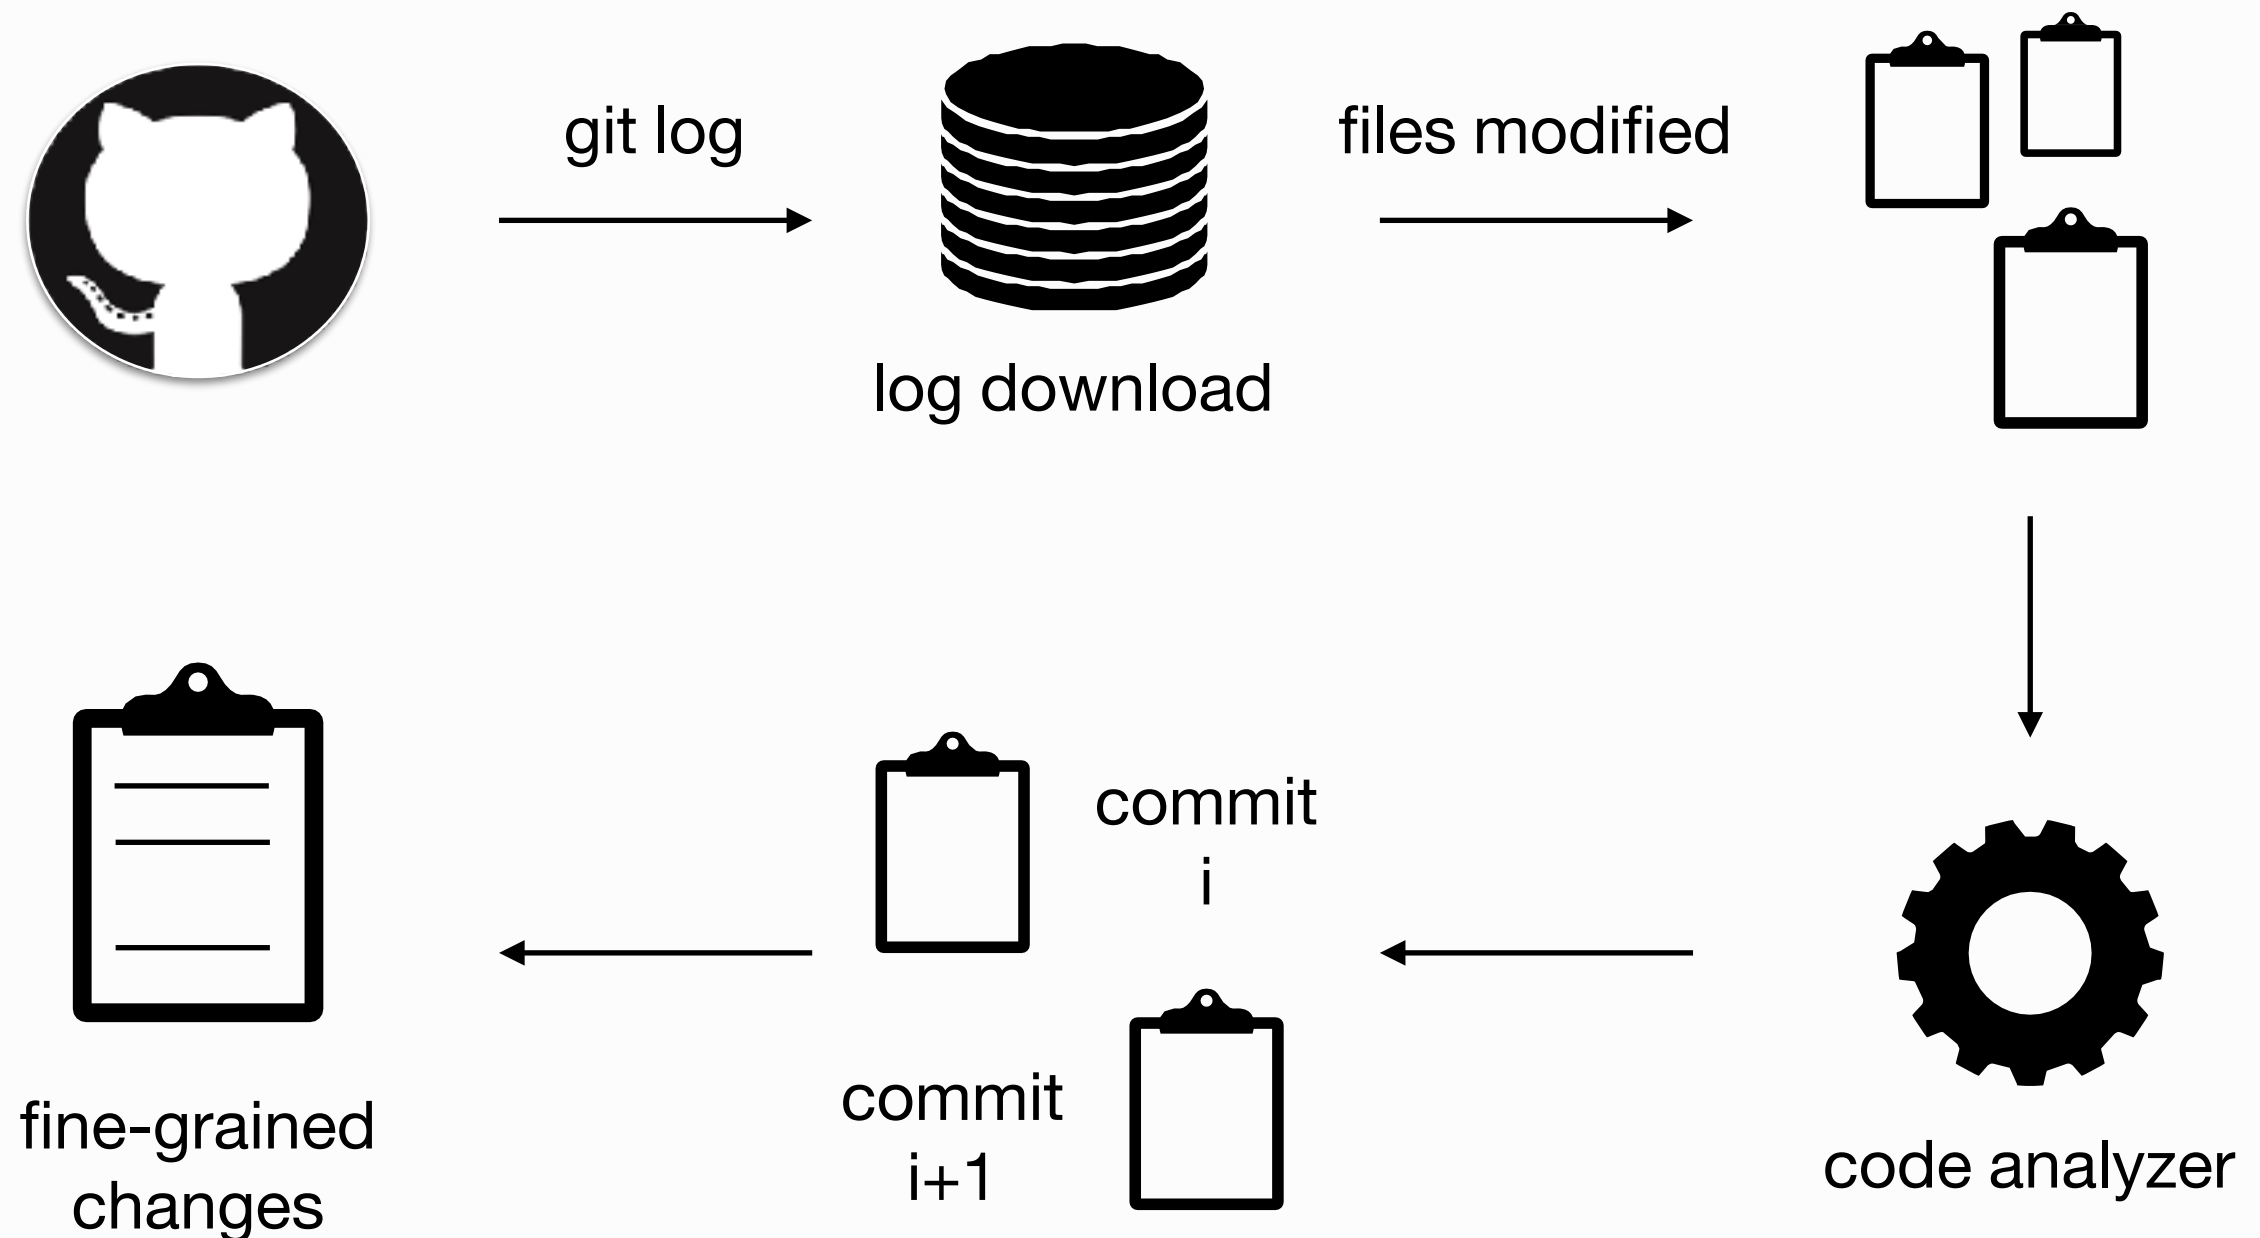 git log
files modified
log download
commit
i
commit
i+1
code analyzer
fine-grained
changes